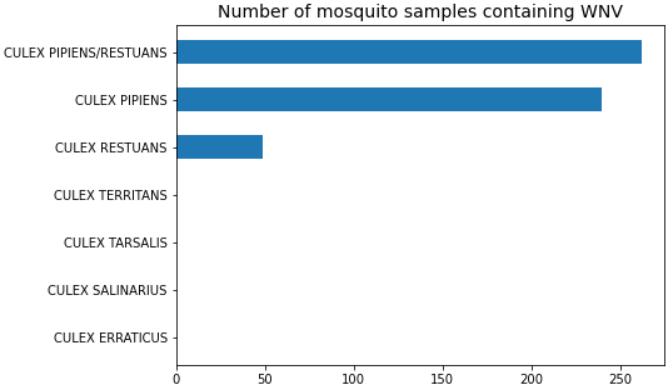 Number of mosquito samples containing WNV
CULEX PIPIENS/RESTUANS
CULEX PIPIENS
CULEX RESTUANS
CULEX TERRITANS
CULEX TARSALIS
CULEX SALINARIUS
CULEX ERRATICUS
0 50 100 150 200 250